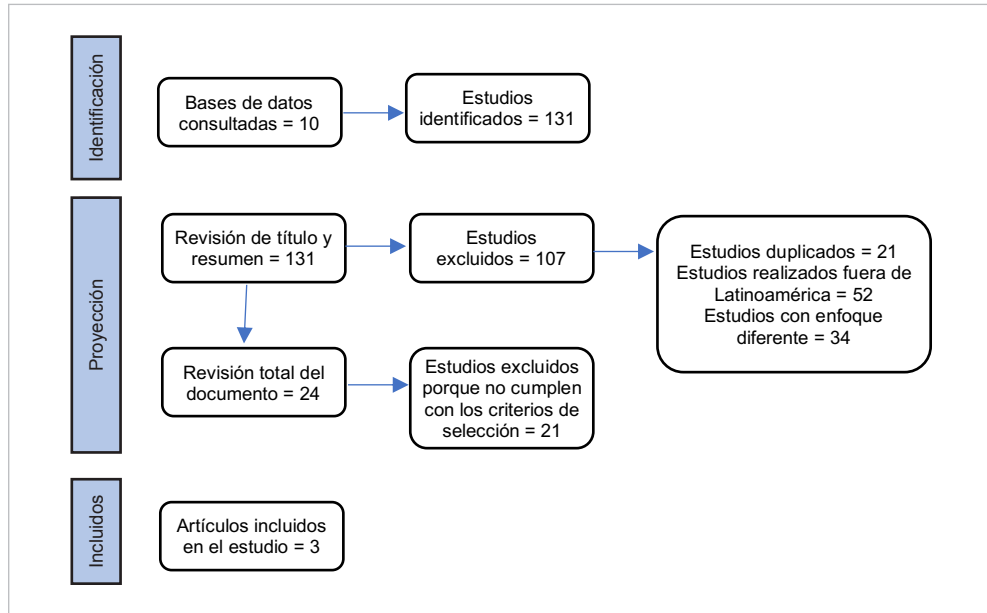 Identificación
Bases de datos
consultadas = 10
Estudios
identificados = 131
Proyección
Revisión de título y
resumen = 131
Estudios
excluidos = 107
Estudios duplicados = 21
Estudios realizados fuera de
Latinoamérica = 52
Estudios con enfoque
diferente = 34
Revisión total del
documento = 24
Estudios excluidos
porque no cumplen
con los criterios de
selección = 21
Incluidos
Artículos incluidos
en el estudio = 3